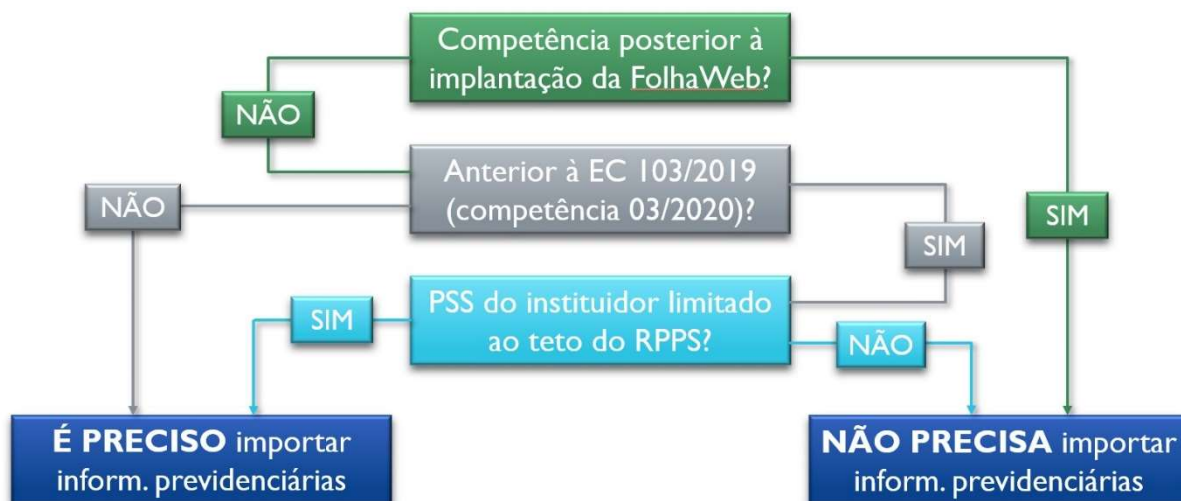 Competência posterior à
implantação da FolhaWeb?
NÃO
Anterior à EC 103/2019
(competência 03/2020)?
NÃO
SIM
SIM
PSS do instituidor limitado
ao teto do RPPS?
SIM
NÃO
É PRECISO importar
inform. previdenciárias
NÃO PRECISA importar
inform. previdenciárias